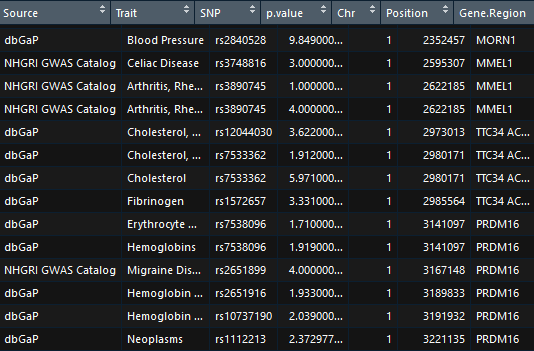 Source Trait SNP p.value Chr Position Gene.Region
dbGaP Blood Pressure rs2840528 9.849000... 1 2352457 MORN1
NHGRI GWAS Catalog Celiac Disease rs3748816 3.000000... 1 2595307 MMEL1
NHGRI GWAS Catalog Arthritis, Rhe... rs3890745 1.000000... 1 2622185 MMEL1
NHGRI GWAS Catalog Arthritis, Rhe... rs3890745 4.000000... 1 2622185 MMEL1
dbGaP Cholesterol, ... rs12044030 3.622000... 1 2973013 TTC34 AC...
dbGaP Cholesterol, ... rs7533362 1.912000... 1 2980171 TTC34 AC...
dbGaP Cholesterol rs7533362 5.971000... 1 2980171 TTC34 AC...
dbGaP Fibrinogen rs1572657 3.331000... 1 2985564 TTC34 AC...
dbGaP Erythrocyte ... rs7538096 1.710000... 1 3141097 PRDM16
dbGaP Hemoglobins rs7538096 1.919000... 1 3141097 PRDM16
NHGRI GWAS Catalog Migraine Dis... rs2651899 4.000000... 1 3167148 PRDM16
dbGaP Hemoglobin ... rs2651916 1.933000... 1 3189833 PRDM16
dbGaP Hemoglobin ... rs10737190 2.039000... 1 3191932 PRDM16
dbGaP Neoplasms rs1112213 2.372977... 1 3221135 PRDM16